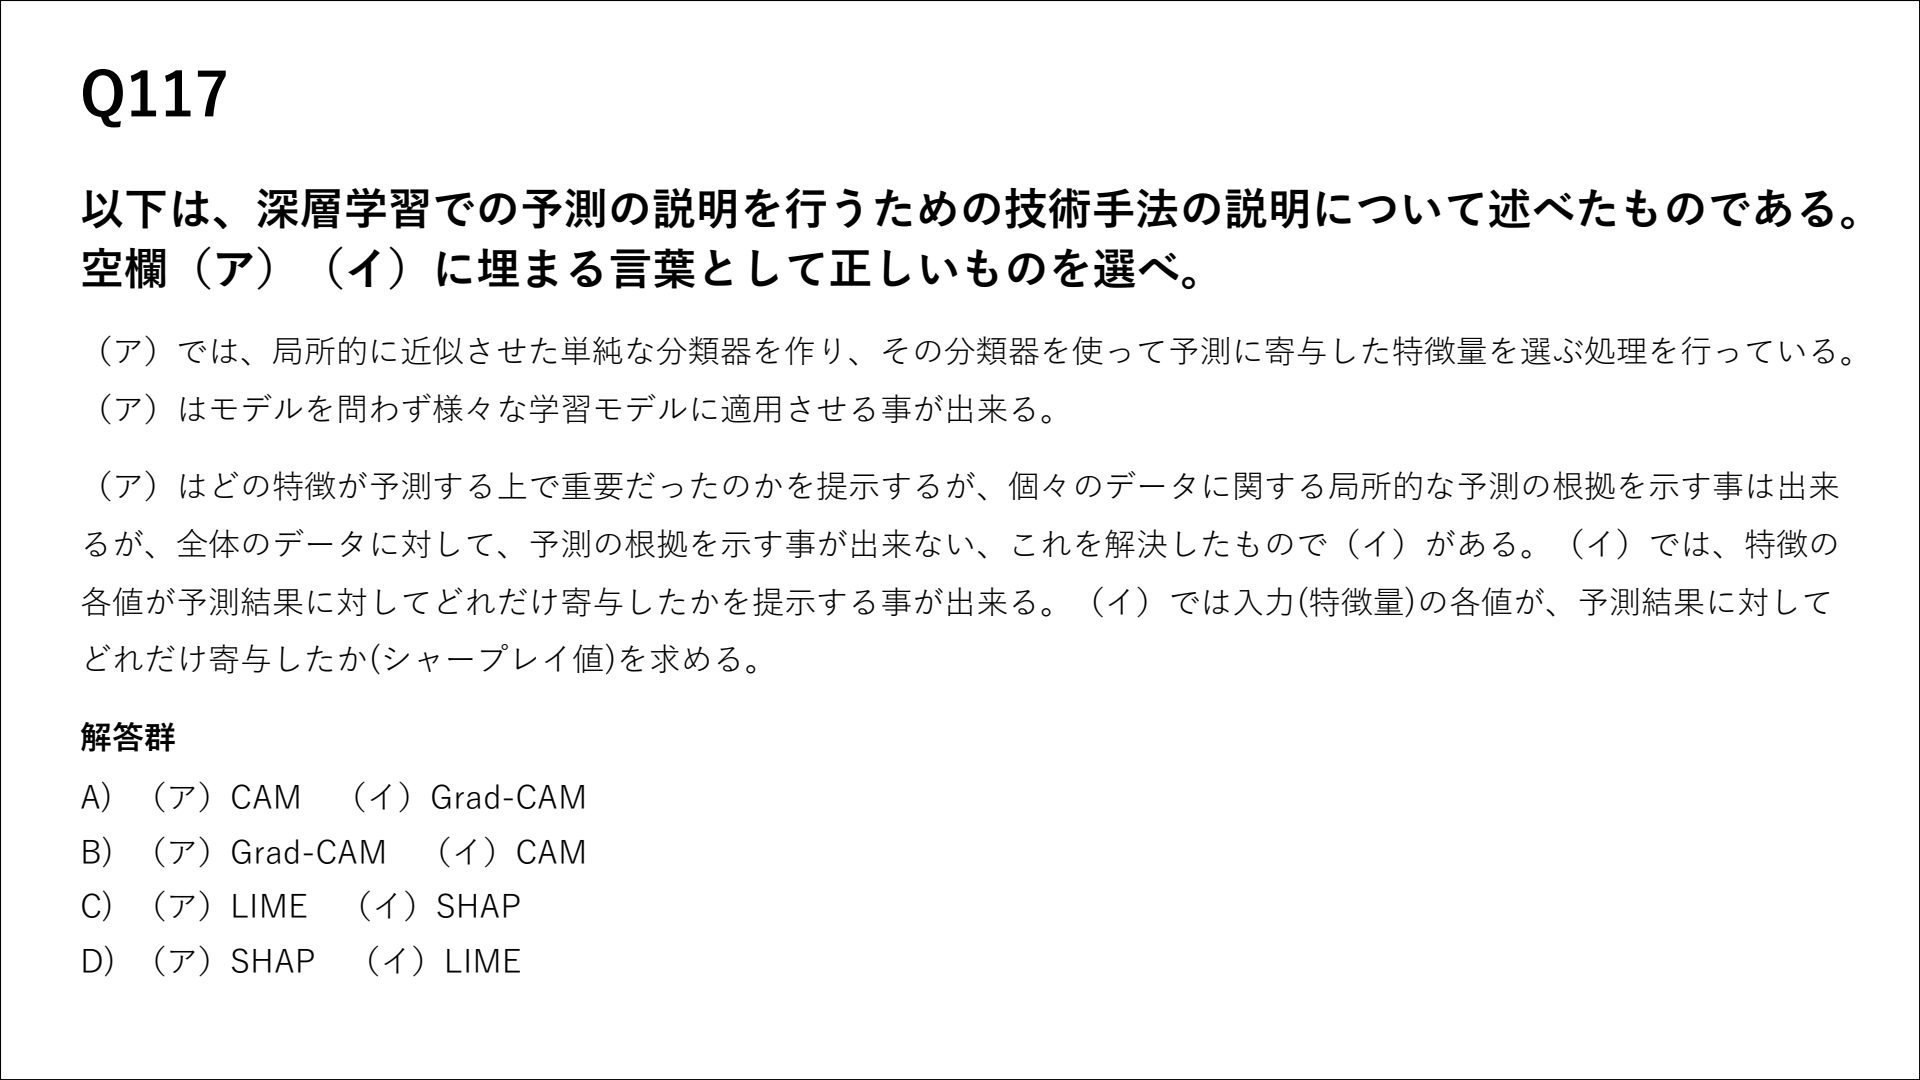 Q117
以下は、深層学習での予測の説明を行うための技術手法の説明について述べたものである。
空欄（ア）（イ）に埋まる言葉として正しいものを選べ。
（ア）では、局所的に近似させた単純な分類器を作り、その分類器を使って予測に寄与した特徴量を選ぶ処理を行っている。
（ア）はモデルを問わず様々な学習モデルに適用させる事が出来る。
（ア）はどの特徴が予測する上で重要だったのかを提示するが、個々のデータに関する局所的な予測の根拠を示す事は出来
るが、全体のデータに対して、予測の根拠を示す事が出来ない、これを解決したもので（イ）がある。（イ）では、特徴の
各値が予測結果に対してどれだけ寄与したかを提示する事が出来る。（イ）では入力(特徴量)の各値が、予測結果に対して
どれだけ寄与したか(シャープレイ値)を求める。
解答群
A) （ア）CAM （イ）Grad-CAM
B) （ア）Grad-CAM （イ）CAM
C) （ア）LIME （イ）SHAP
D) （ア）SHAP （イ）LIME